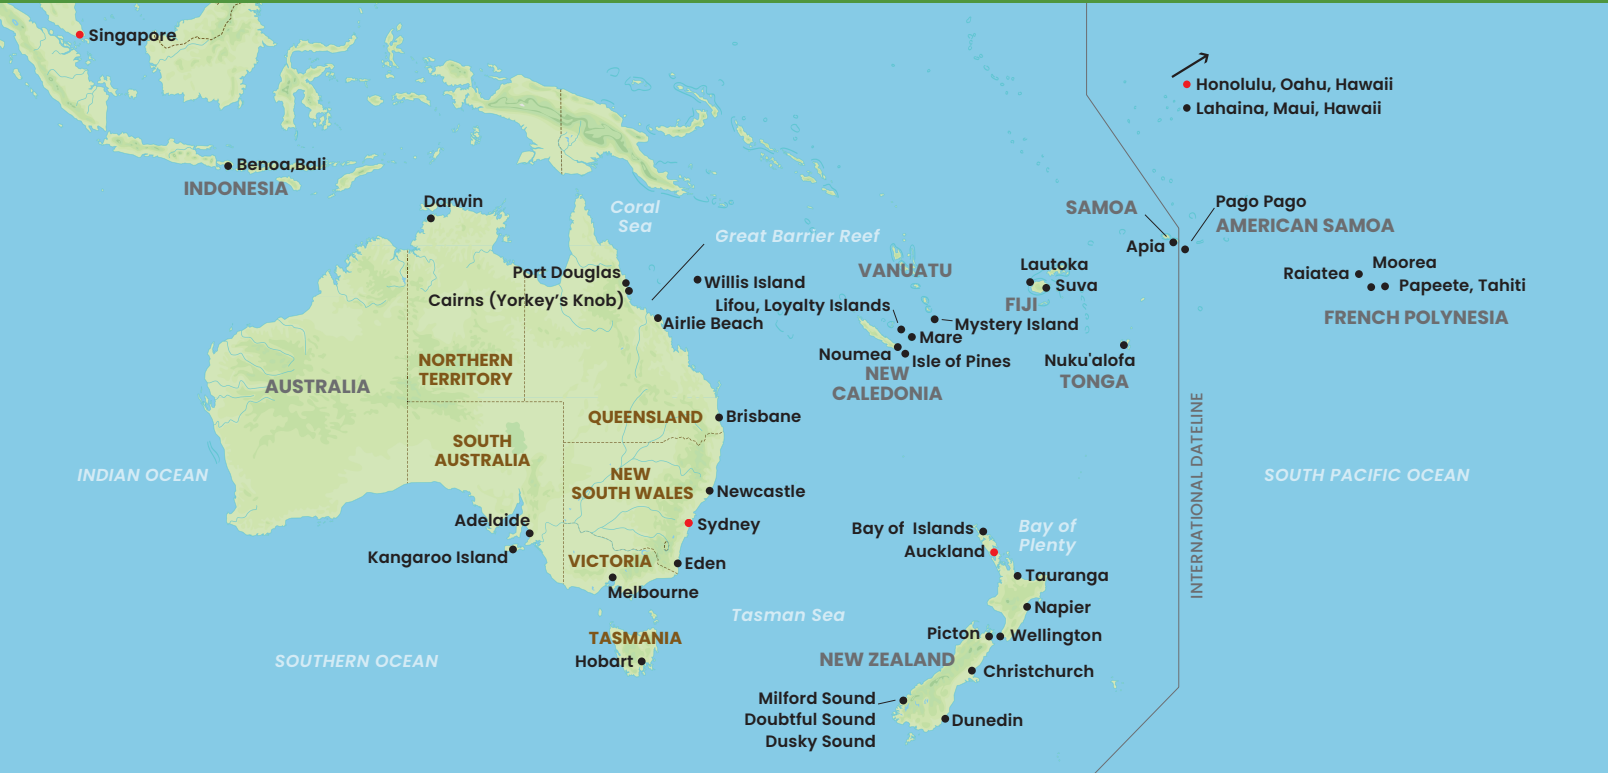 Singapore
Honolulu, Oahu, Hawaii
Lahaina, Maui, Hawaii
Benoa,Bali
INDONESIA
Darwin
Coral
Sea
Great Barrier Reef
SAMOA
Pago Pago
AMERICAN SAMOA
Apia
Port Douglas
Cairns (Yorkey's Knob)
Willis Island
VANUATU
Lautoka
Suva
FIJI
Raiatea
Moorea
Papeete, Tahiti
FRENCH POLYNESIA
Lifou, Loyalty Islands
Airlie Beach
Mystery Island
Mare
Noumea
Isle of Pines
NEW
CALEDONIA
Nuku'alofa
TONGA
NORTHERN
TERRITORY
AUSTRALIA
QUEENSLAND
Brisbane
SOUTH
AUSTRALIA
INDIAN OCEAN
NEW
SOUTH WALES
Newcastle
INTERNATIONAL DATELINE
SOUTH PACIFIC OCEAN
Adelaide
Sydney
Kangaroo Island
VICTORIA
Eden
Melbourne
Bay of Islands
Auckland
Bay of
Plenty
Tauranga
Napier
Tasman Sea
TASMANIA
Hobart
SOUTHERN OCEAN
Picton
Wellington
NEW ZEALAND
Christchurch
Milford Sound
Doubtful Sound
Dusky Sound
Dunedin